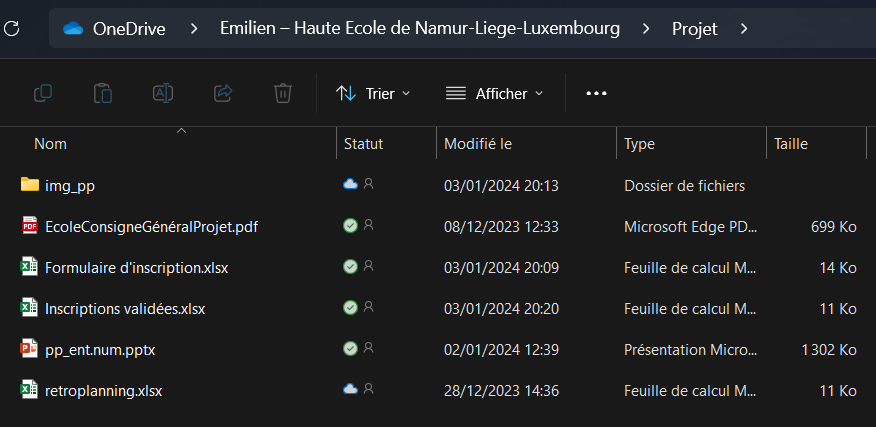 OneDrive > Emilien – Haute Ecole de Namur-Liege-Luxembourg > Projet >
Trier Afficher
Nom Statut Modifié le Type Taille
img_pp 03/01/2024 20:13 Dossier de fichiers
PDF EcoleConsigneGénéralProjet.pdf 08/12/2023 12:33 Microsoft Edge PD... 699 Ko
Formulaire d'inscription.xlsx 03/01/2024 20:09 Feuille de calcul M... 14 Ko
Inscriptions validées.xlsx 03/01/2024 20:20 Feuille de calcul M... 11 Ko
pp_ent.num.pptx 02/01/2024 12:39 Présentation Micro... 1 302 Ko
retroplanning.xlsx 28/12/2023 14:36 Feuille de calcul M... 11 Ko